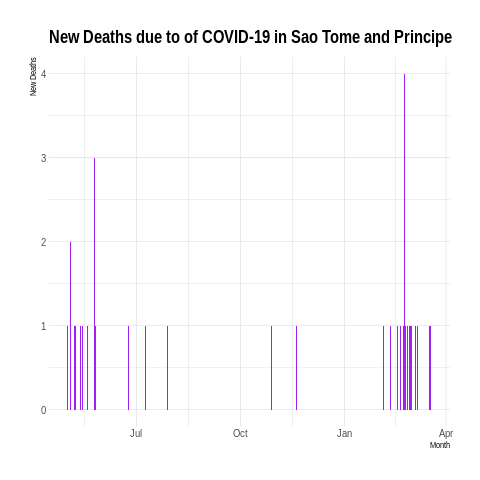 New Deaths due to of COVID-19 in Sao Tome and Principe
New Deaths
4
3
2
1
0
Jul Oct Jan Apr
Month